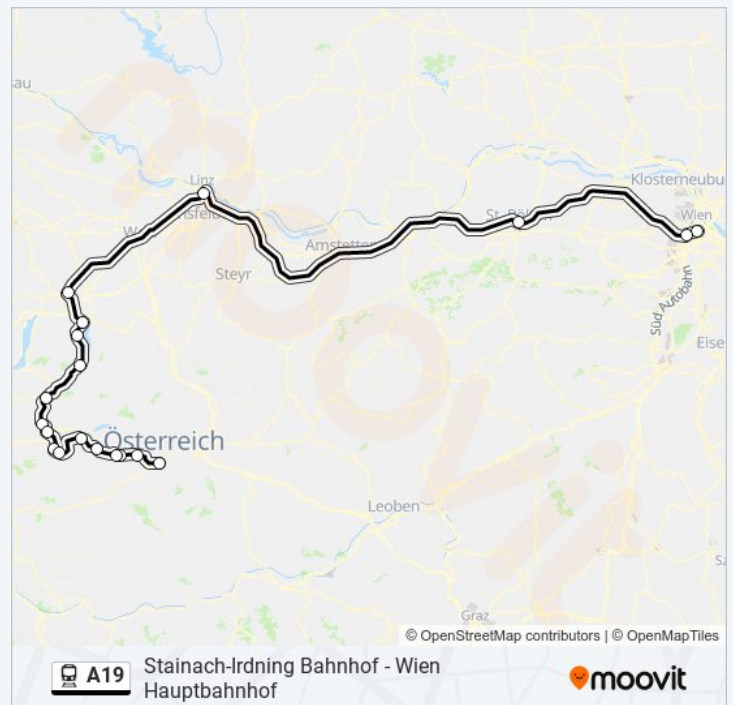 Linz
Klosterneubu
St. Pölten
Wien
Amstetten
Steyr
Süd Autobahn
Eise
Österreich
Leoben
Graz
© OpenStreetMap contributors | © OpenMapTiles
A19
Stainach-Irdning Bahnhof - Wien
Hauptbahnhof
moovit
moovit